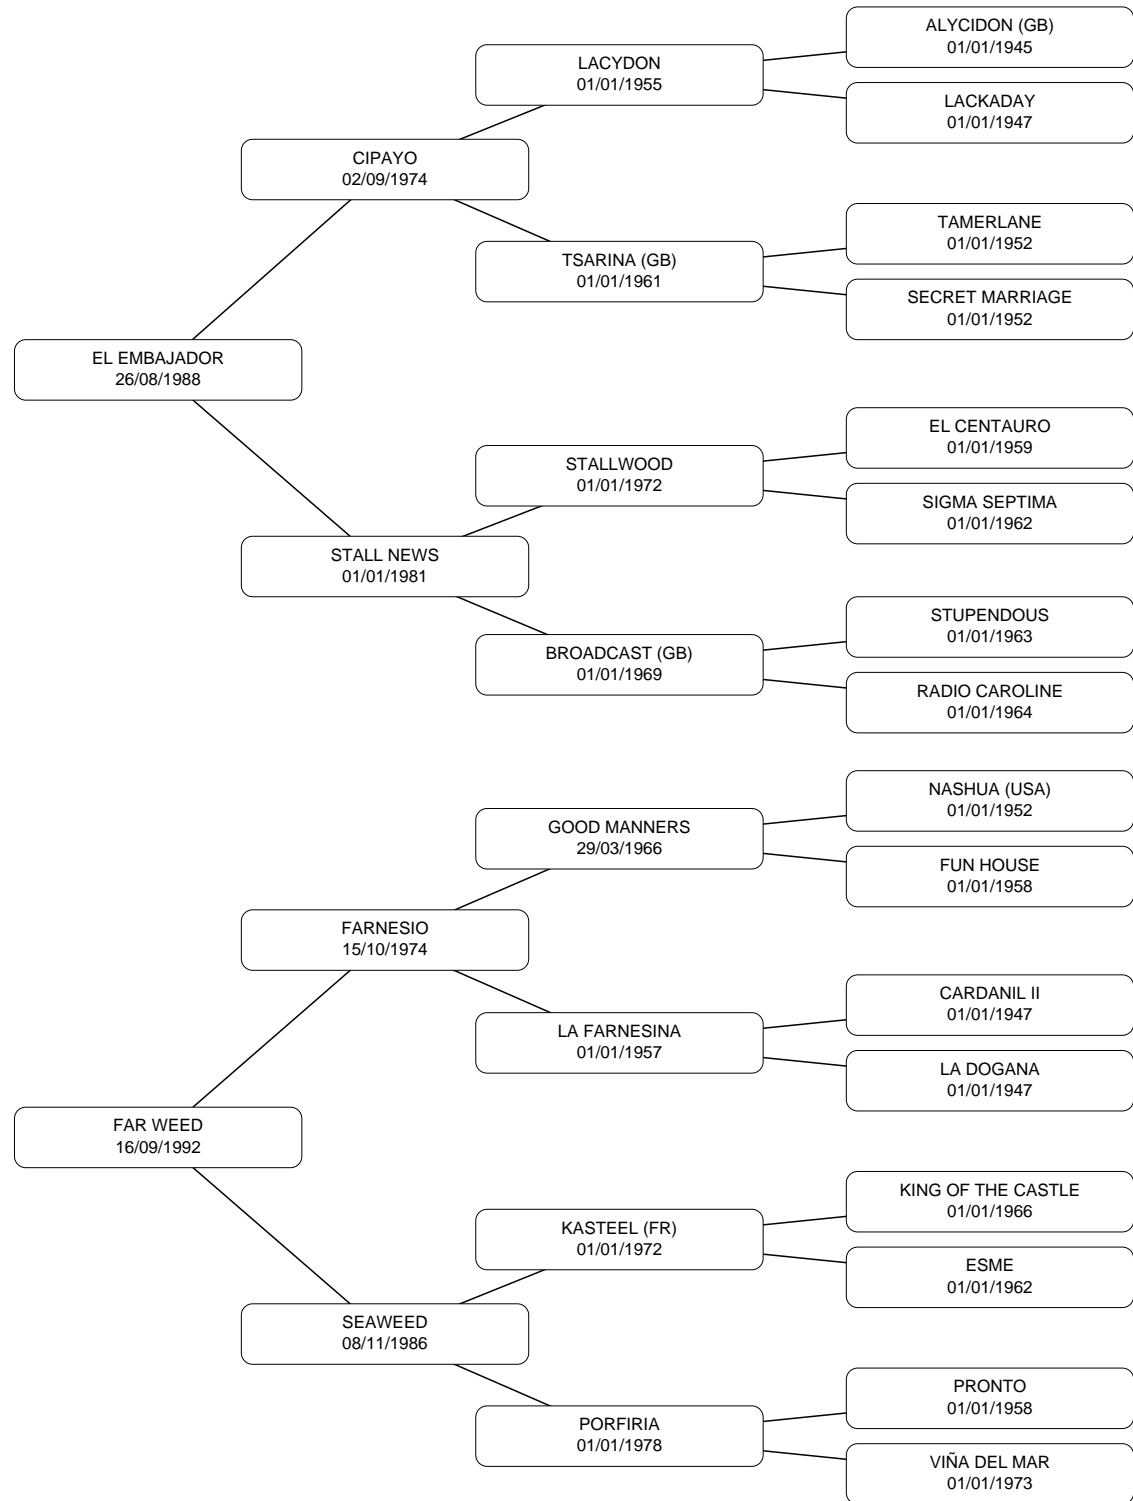 ALYCIDON (GB)
01/01/1945
LACYDON
01/01/1955
LACKADAY
01/01/1947
CIPAYO
02/09/1974
TAMERLANE
01/01/1952
TSARINA (GB)
01/01/1961
SECRET MARRIAGE
01/01/1952
EL EMBAJADOR
26/08/1988
EL CENTAURO
01/01/1959
STALLWOOD
01/01/1972
SIGMA SEPTIMA
01/01/1962
STALL NEWS
01/01/1981
STUPENDOUS
01/01/1963
BROADCAST (GB)
01/01/1969
RADIO CAROLINE
01/01/1964
NASHUA (USA)
01/01/1952
GOOD MANNERS
29/03/1966
FUN HOUSE
01/01/1958
FARNESIO
15/10/1974
CARDANIL II
01/01/1947
LA FARNESINA
01/01/1957
LA DOGANA
01/01/1947
FAR WEED
16/09/1992
KING OF THE CASTLE
01/01/1966
KASTEEL (FR)
01/01/1972
ESME
01/01/1962
SEAWEED
08/11/1986
PRONTO
01/01/1958
PORFIRIA
01/01/1978
VIÑA DEL MAR
01/01/1973